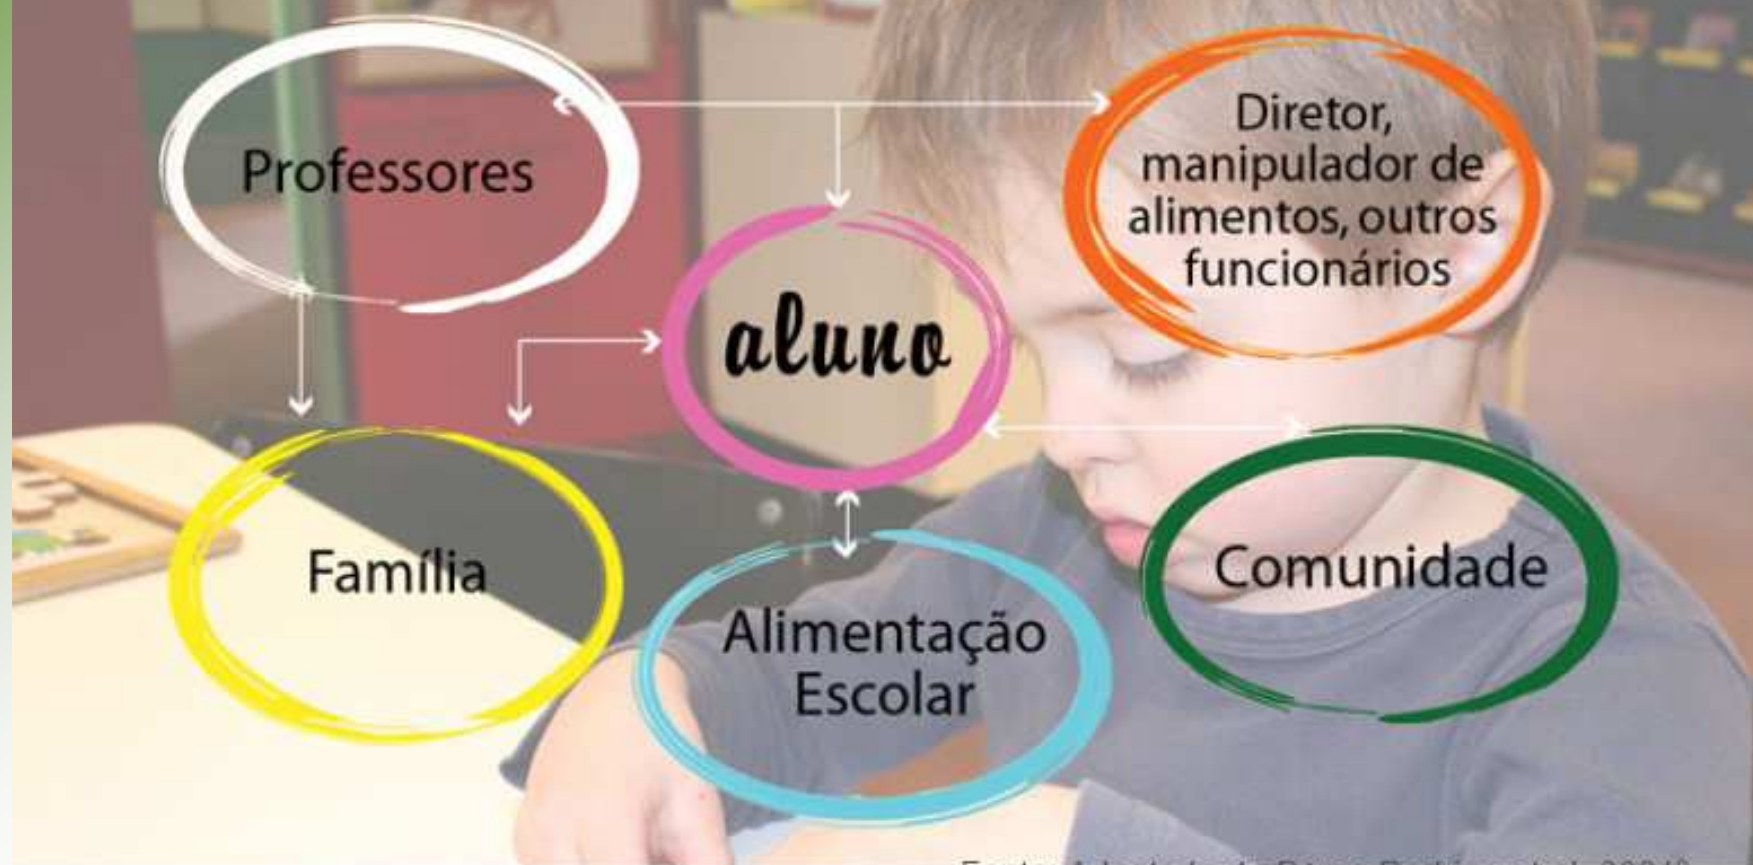 Professores
Diretor,
manipulador de
alimentos, outros
funcionários
aluno
Família
Alimentação
Escolar
Comunidade